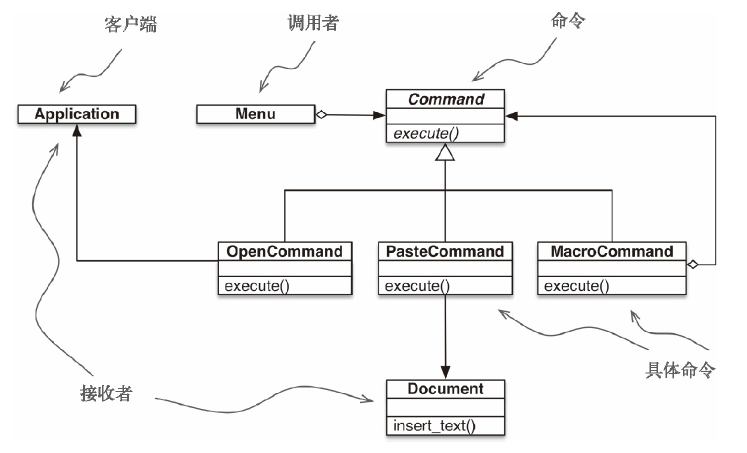 客户端
调用者
命令
Application
Menu
Command
execute()
OpenCommand
execute()
PasteCommand
execute()
MacroCommand
execute()
具体命令
接收者
Document
insert_text()